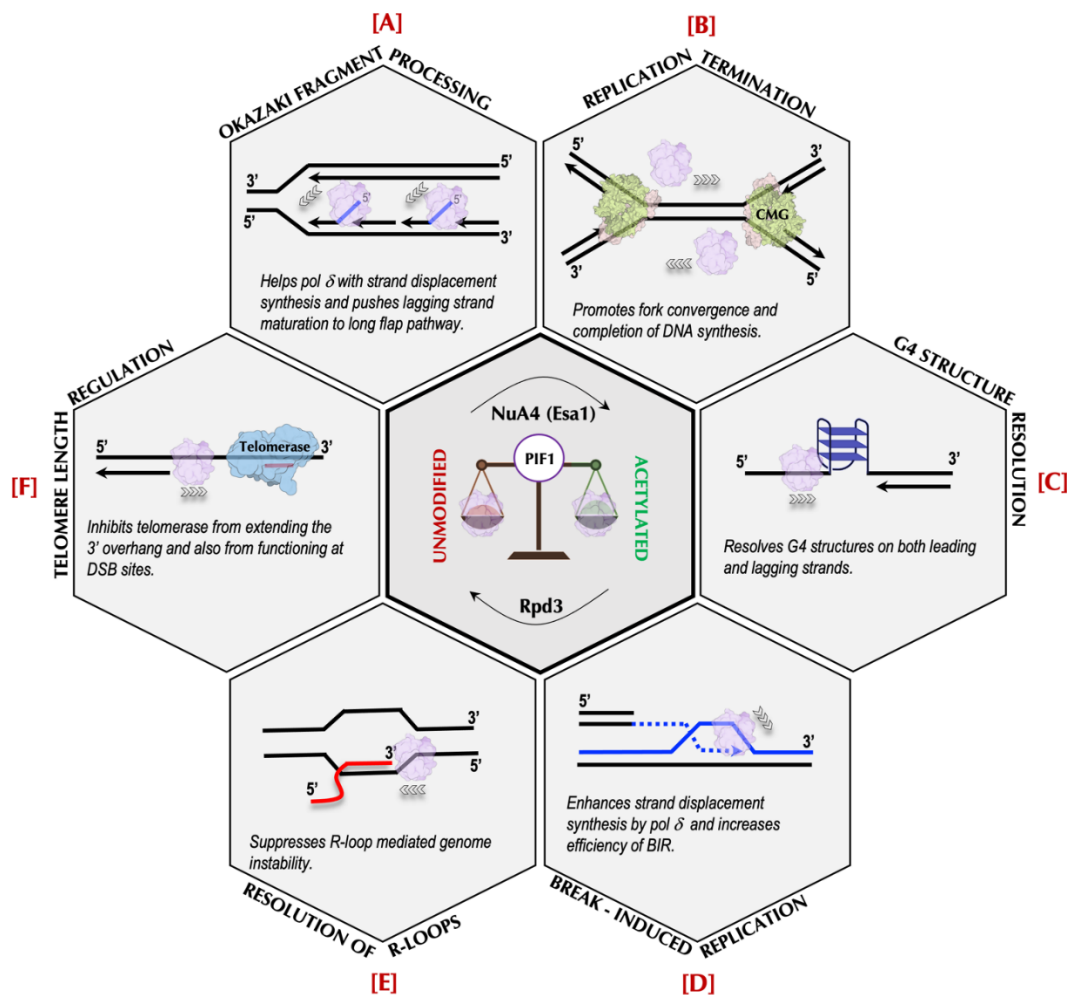 [A]
OKAZAKI FRAGMENT PROCESSING
3’
5’
5’
5’
5’
3’
Helps pol δ with strand displacement
synthesis and pushes lagging strand
maturation to long flap pathway.
[B]
REPLICATION TERMINATION
5’
3’
CMG
3’
5’
Promotes fork convergence and
completion of DNA synthesis.
G4 STRUCTURE RESOLUTION
[C]
5’
3’
Resolves G4 structures on both leading
and lagging strands.
TELOMERE LENGTH REGULATION
[F]
5’
Telomerase
3’
Inhibits telomerase from extending the
3’ overhang and also from functioning at
DSB sites.
NuA4 (Esa1)
PIF1
UNMODIFIED
ACETYLATED
Rpd3
3’
3’
5’
5’
Suppresses R-loop mediated genome
instability.
RESOLUTION OF R-LOOPS
[E]
5’
3’
Enhances strand displacement
synthesis by pol δ and increases
efficiency of BIR.
BREAK - INDUCED REPLICATION
[D]